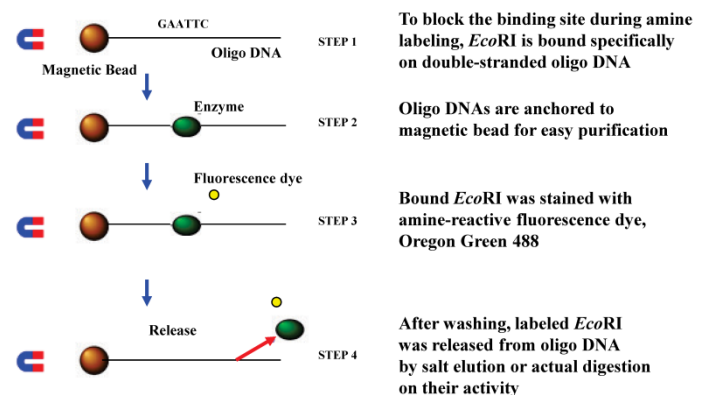 GAATTC
Oligo DNA
Magnetic Bead
STEP 1
To block the binding site during amine
labeling, EcoRI is bound specifically
on double-stranded oligo DNA
Enzyme
STEP 2
Oligo DNAs are anchored to
magnetic bead for easy purification
Fluorescence dye
STEP 3
Bound EcoRI was stained with
amine-reactive fluorescence dye,
Oregon Green 488
Release
STEP 4
After washing, labeled EcoRI
was released from oligo DNA
by salt elution or actual digestion
on their activity